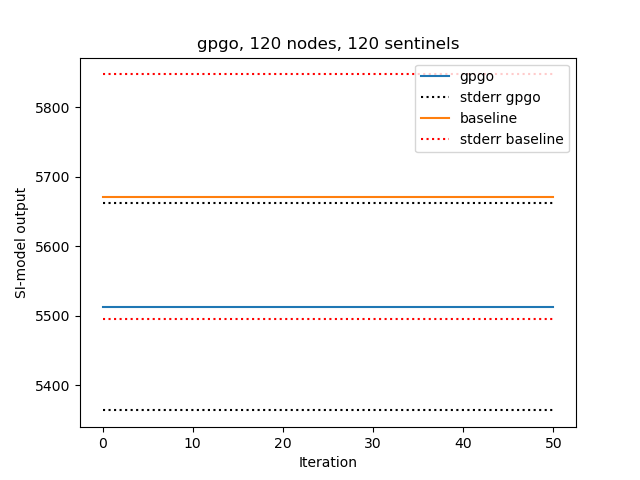 gpgo, 120 nodes, 120 sentinels
gpgo
stderr gpgo
baseline
stderr baseline
5800
5700
5600
5500
5400
SI-model output
0 10 20 30 40 50
Iteration